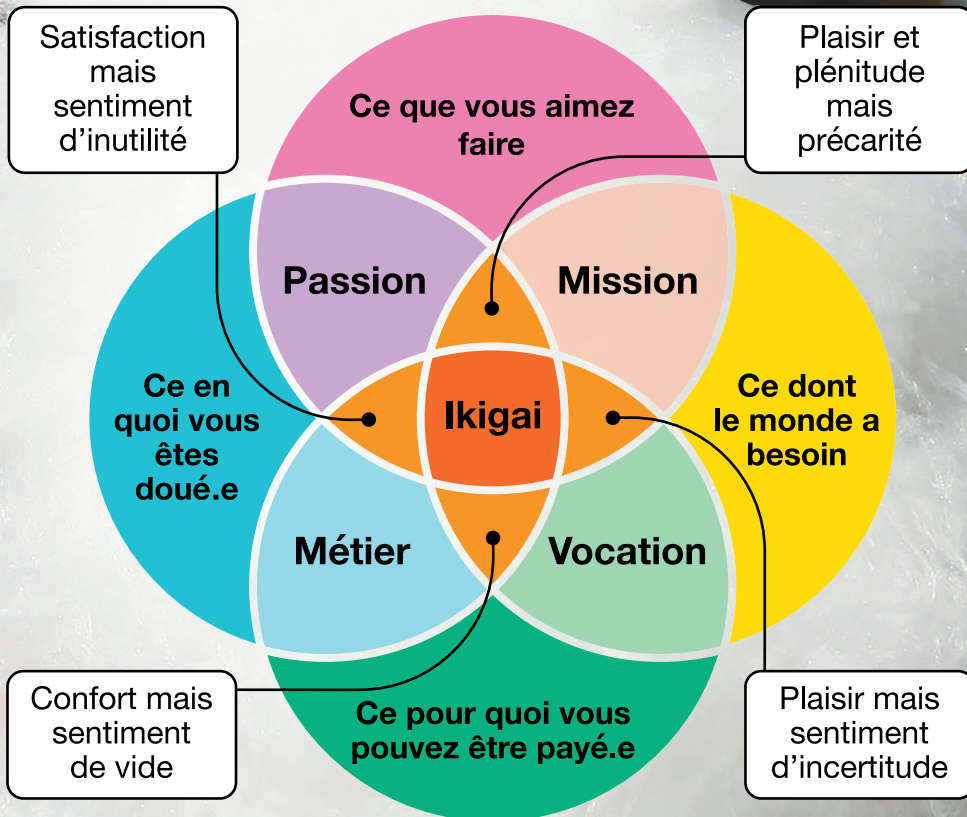 Satisfaction
mais
sentiment
d’inutilité
Plaisir et
plénitude
mais
précarité
Ce que vous aimez
faire
Passion
Mission
Ce en
quoi vous
êtes
doué.e
Ikigai
Ce dont
le monde a
besoin
Métier
Vocation
Confort mais
sentiment
de vide
Ce pour quoi vous
pouvez être payé.e
Plaisir mais
sentiment
d’incertitude